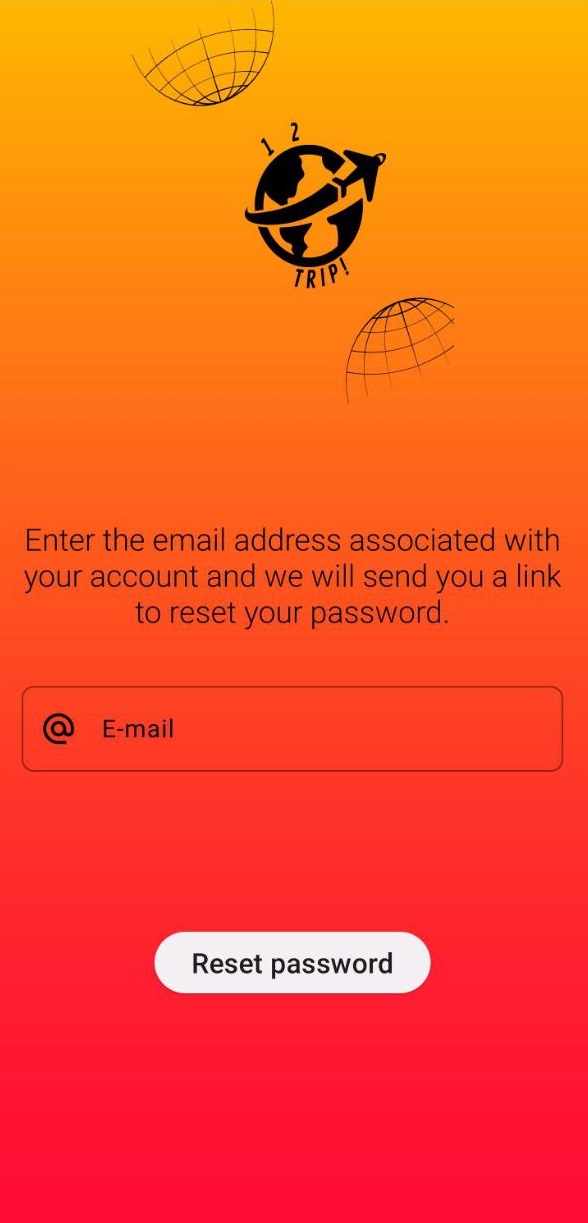 1 2
TRIP!
Enter the email address associated with
your account and we will send you a link
to reset your password.
@ E-mail
Reset password